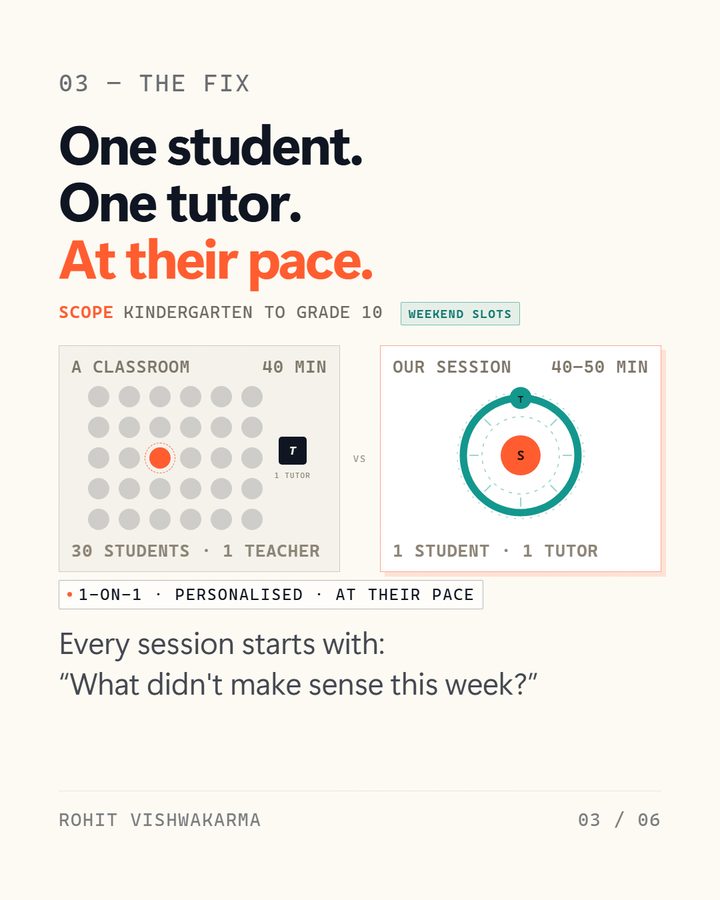 03 — THE FIX
One student.
One tutor.
At their pace.
SCOPE KINDERGARTEN TO GRADE 10 WEEKEND SLOTS
A CLASSROOM 40 MIN
T
1 TUTOR
30 STUDENTS · 1 TEACHER
VS
OUR SESSION 40–50 MIN
T
S
1 STUDENT · 1 TUTOR
1-ON-1 · PERSONALISED · AT THEIR PACE
Every session starts with:
“What didn't make sense this week?”
ROHIT VISHWAKARMA 03 / 06